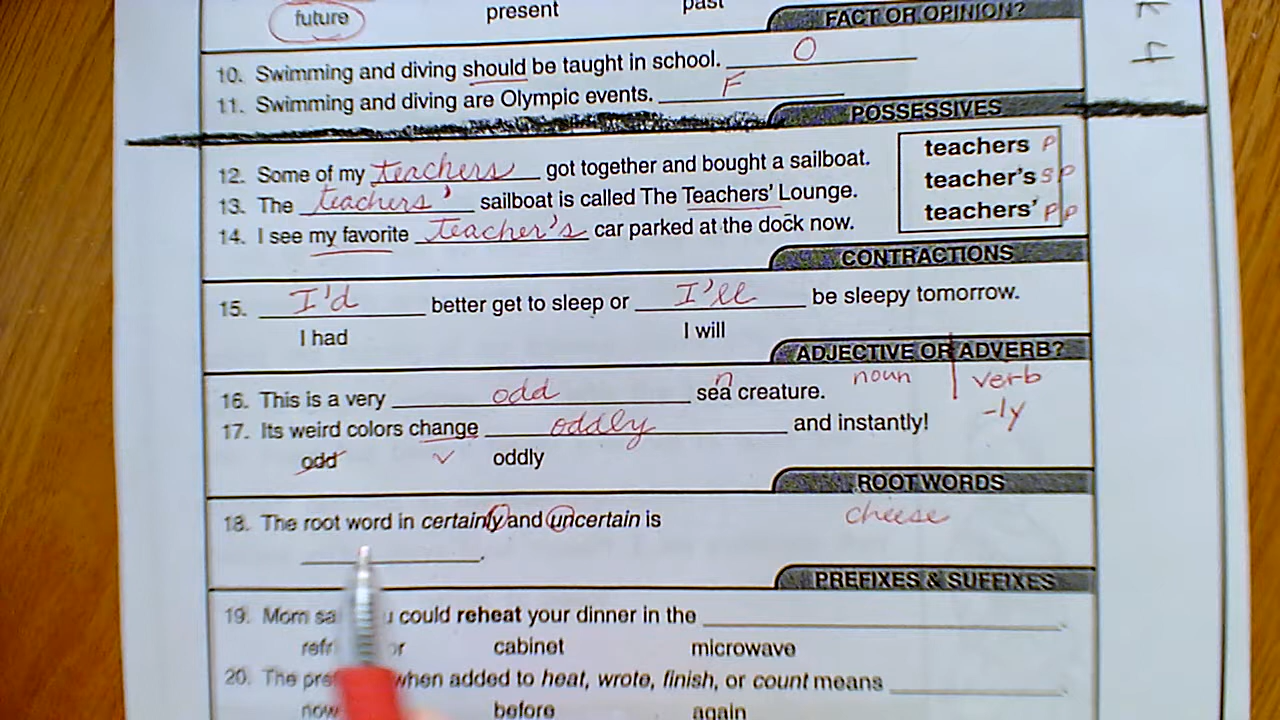 future present past
FACT OR OPINION?
10. Swimming and diving should be taught in school. O
11. Swimming and diving are Olympic events. F
POSSESSIVES
12. Some of my teachers got together and bought a sailboat.
teachers P
13. The teachers' sailboat is called The Teachers' Lounge.
teacher's SP
14. I see my favorite teacher's car parked at the dock now.
teachers' PP
CONTRACTIONS
15. I'd better get to sleep or I'll be sleepy tomorrow.
I had I will
ADJECTIVE OR ADVERB?
noun verb
-ly
16. This is a very odd sea creature.
n
17. Its weird colors change oddly and instantly!
odd v oddly
ROOT WORDS
18. The root word in certainly and uncertain is
cheese
PREFIXES & SUFFIXES
19. Mom could reheat your dinner in the
cabinet microwave
20. The when added to heat, wrote, finish, or count means
now before again